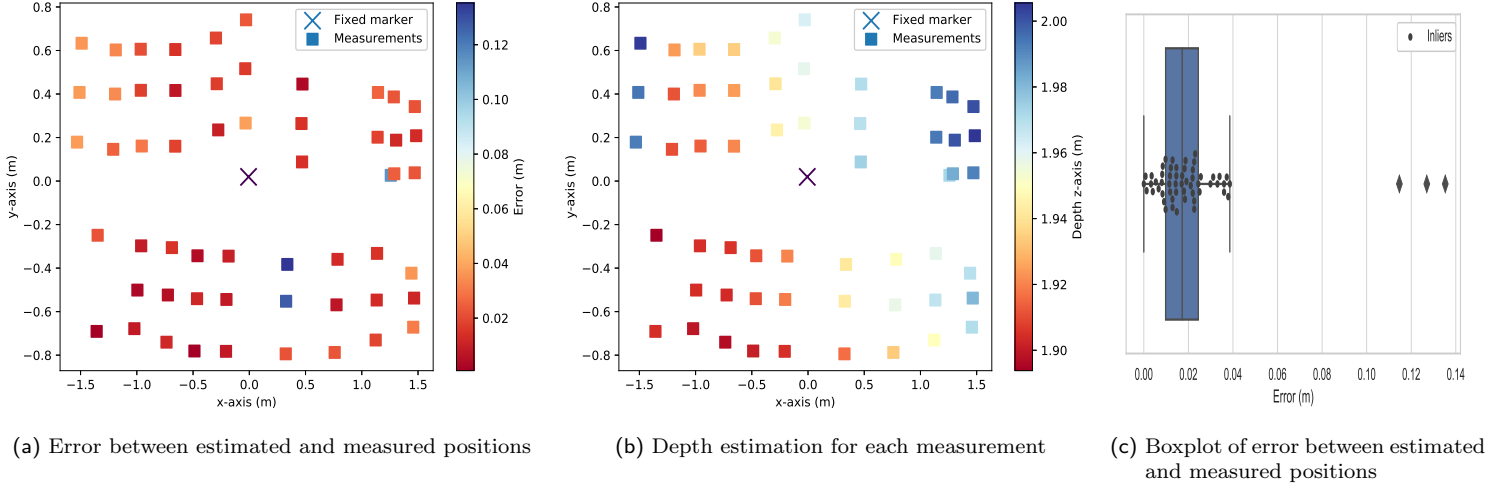 Fixed marker
Measurements
0.8
0.6
0.4
0.2
0.0
−0.2
−0.4
−0.6
−0.8
y-axis (m)
−1.5 −1.0 −0.5 0.0 0.5 1.0 1.5
x-axis (m)
0.12
0.10
0.08
0.06
0.04
0.02
Error (m)
(a) Error between estimated and measured positions
Fixed marker
Measurements
0.8
0.6
0.4
0.2
0.0
−0.2
−0.4
−0.6
−0.8
y-axis (m)
−1.5 −1.0 −0.5 0.0 0.5 1.0 1.5
x-axis (m)
2.00
1.98
1.96
1.94
1.92
1.90
Depth z-axis (m)
(b) Depth estimation for each measurement
Inliers
0.00 0.02 0.04 0.06 0.08 0.10 0.12 0.14
Error (m)
(c) Boxplot of error between estimated
and measured positions